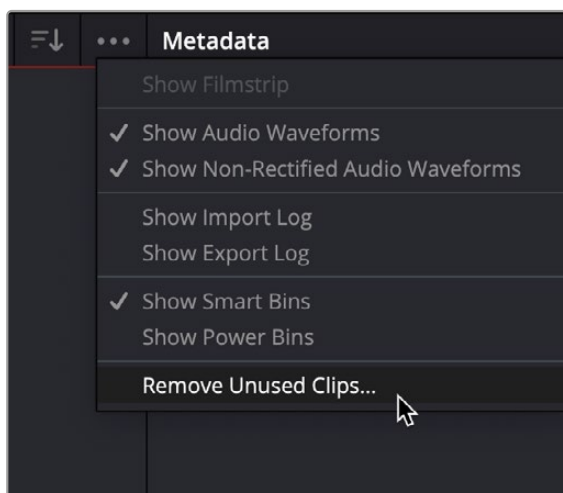 Metadata
Show Filmstrip
Show Audio Waveforms
Show Non-Rectified Audio Waveforms
Show Import Log
Show Export Log
Show Smart Bins
Show Power Bins
Remove Unused Clips...